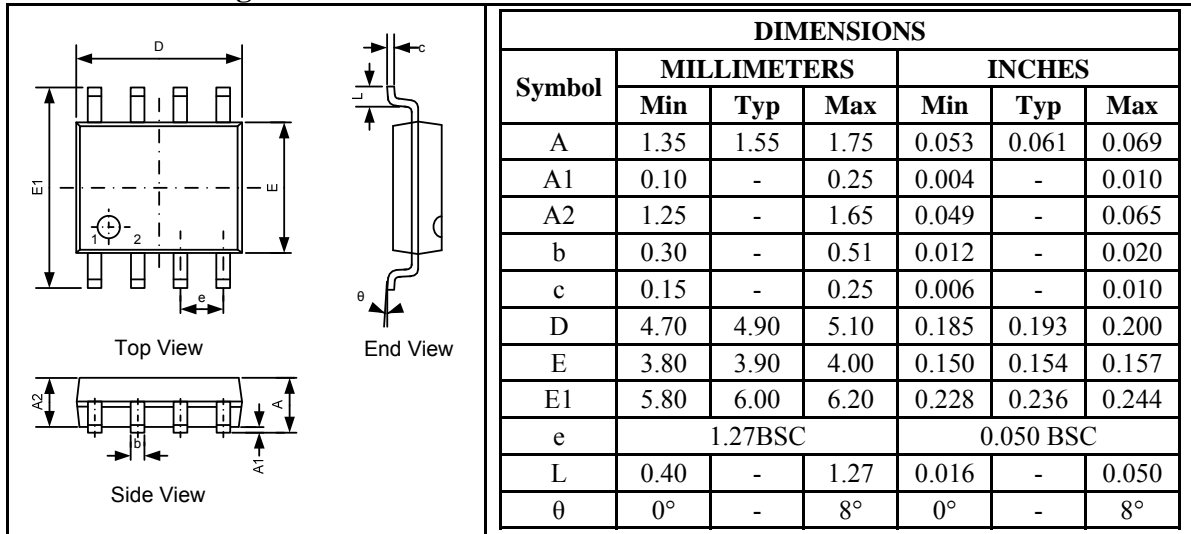 D
c
L
E1
E
1
2
e
θ
Top View
End View
A2
A
b
A1
Side View
DIMENSIONS
Symbol MILLIMETERS INCHES
Min Typ Max Min Typ Max
A 1.35 1.55 1.75 0.053 0.061 0.069
A1 0.10 - 0.25 0.004 - 0.010
A2 1.25 - 1.65 0.049 - 0.065
b 0.30 - 0.51 0.012 - 0.020
c 0.15 - 0.25 0.006 - 0.010
D 4.70 4.90 5.10 0.185 0.193 0.200
E 3.80 3.90 4.00 0.150 0.154 0.157
E1 5.80 6.00 6.20 0.228 0.236 0.244
e 1.27BSC 0.050 BSC
L 0.40 - 1.27 0.016 - 0.050
θ 0° - 8° 0° - 8°